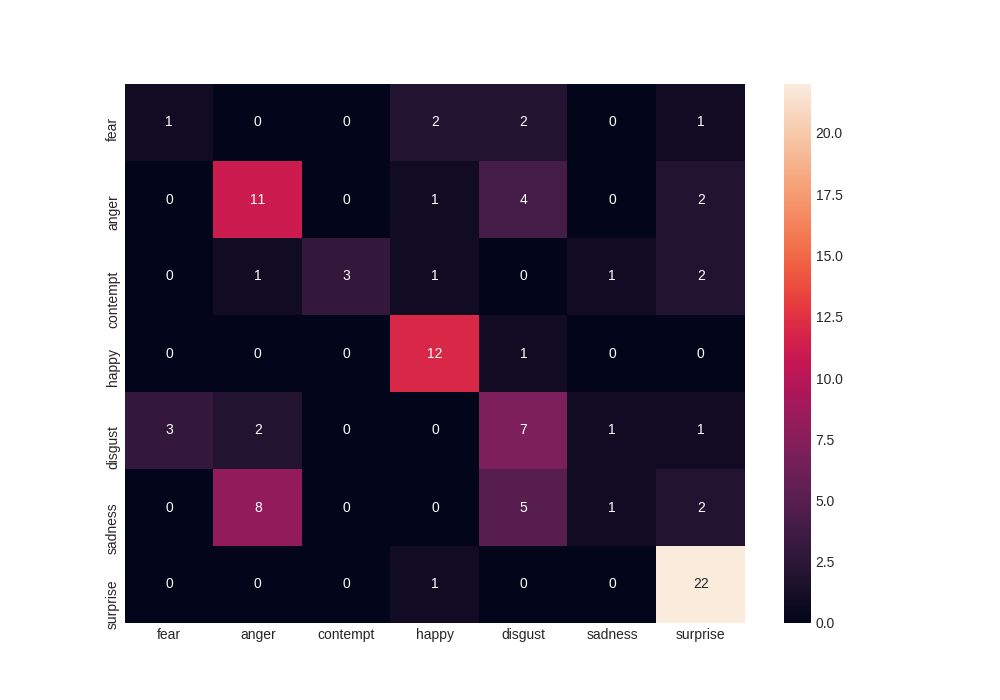 fear 1 0 0 2 2 0 1
anger 0 11 0 1 4 0 2
contempt 0 1 3 1 0 1 2
happy 0 0 0 12 1 0 0
disgust 3 2 0 0 7 1 1
sadness 0 8 0 0 5 1 2
surprise 0 0 0 1 0 0 22
fear anger contempt happy disgust sadness surprise
20.0
17.5
15.0
12.5
10.0
7.5
5.0
2.5
0.0